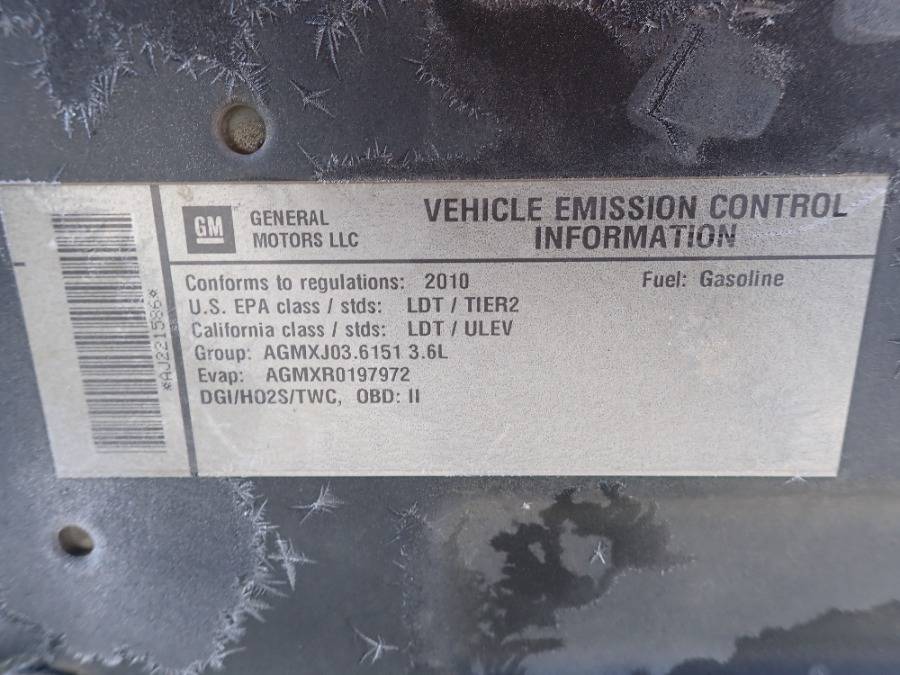 *AJ221586*
GM
GENERAL
MOTORS LLC
VEHICLE EMISSION CONTROL
INFORMATION
Conforms to regulations: 2010
Fuel: Gasoline
U.S. EPA class / stds: LDT / TIER2
California class / stds: LDT / ULEV
Group: AGMXJ03.6151 3.6L
Evap: AGMXR0197972
DGI/HO2S/TWC, OBD: II